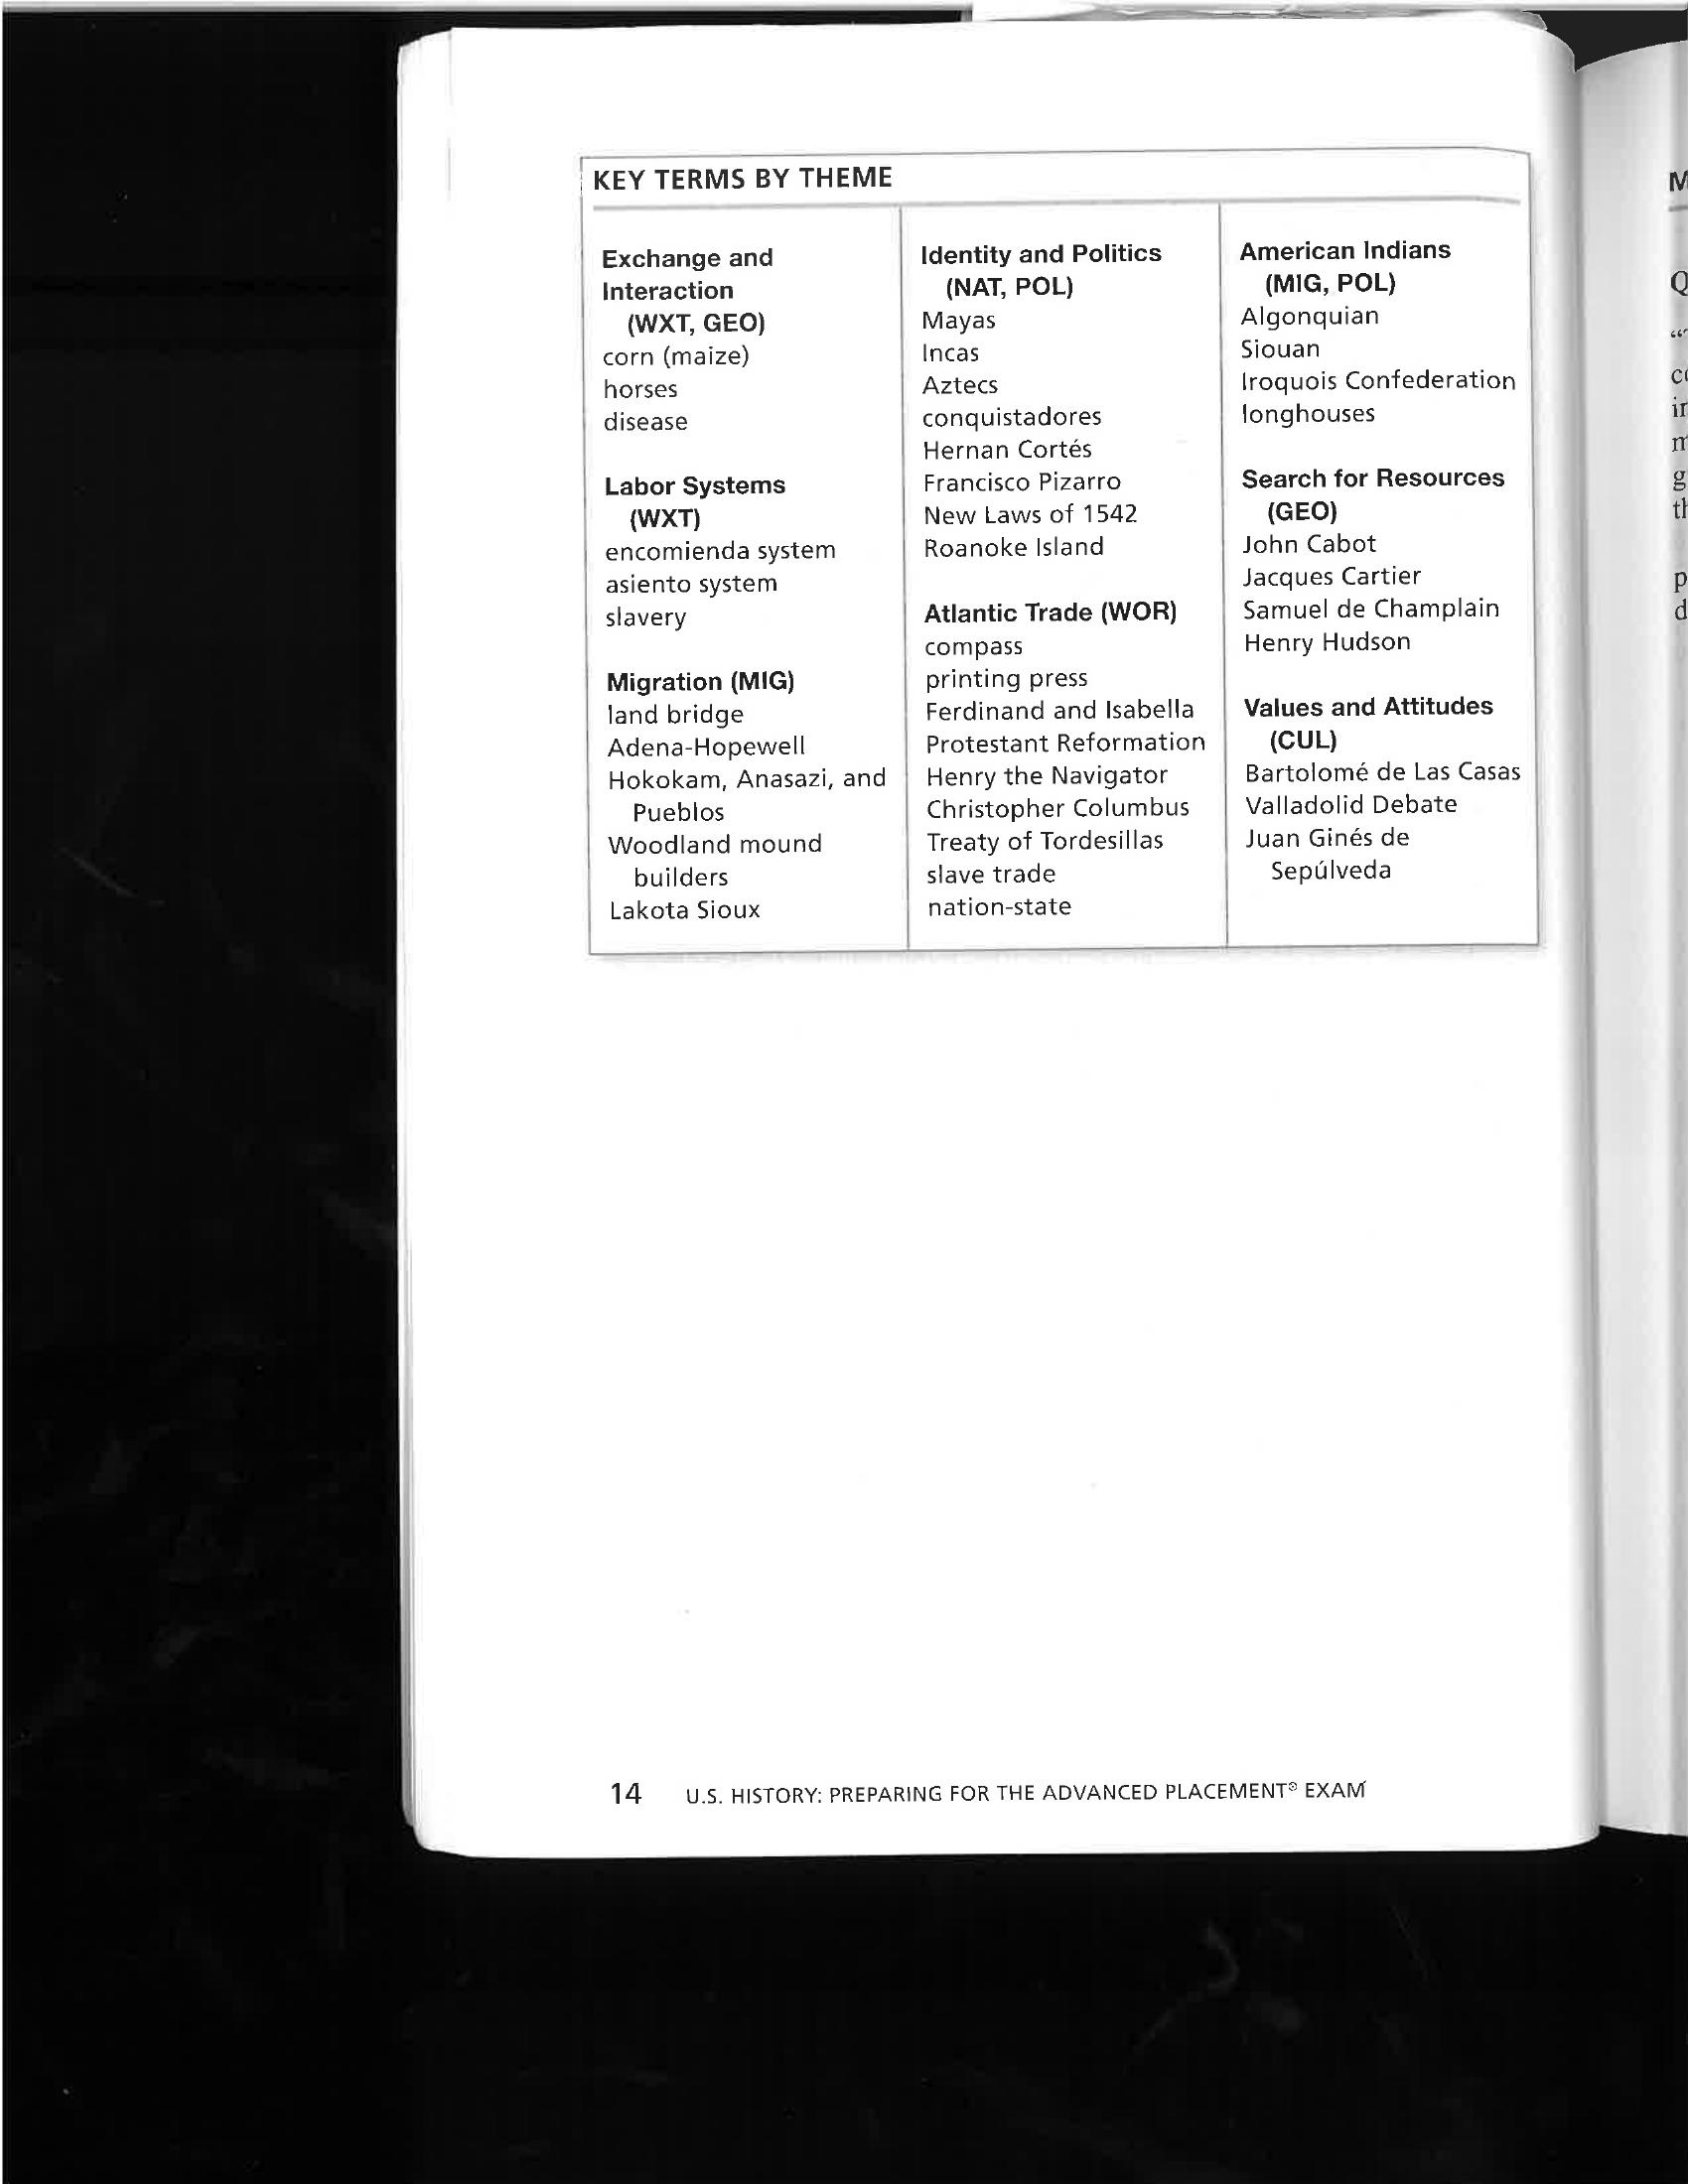 KEY TERMS BY THEME
Exchange and
Interaction
(WXT, GEO)
corn (maize)
horses
disease
Labor Systems
(WXT)
encomienda system
asiento system
slavery
Migration (MIG)
land bridge
Adena-Hopewell
Hokokam, Anasazi, and
Pueblos
Woodland mound
builders
Lakota Sioux
Identity and Politics
(NAT, POL)
Mayas
Incas
Aztecs
conquistadores
Hernan Cortés
Francisco Pizarro
New Laws of 1542
Roanoke Island
Atlantic Trade (WOR)
compass
printing press
Ferdinand and Isabella
Protestant Reformation
Henry the Navigator
Christopher Columbus
Treaty of Tordesillas
slave trade
nation-state
American Indians
(MIG, POL)
Algonquian
Siouan
Iroquois Confederation
longhouses
Search for Resources
(GEO)
John Cabot
Jacques Cartier
Samuel de Champlain
Henry Hudson
Values and Attitudes
(CUL)
Bartolomé de Las Casas
Valladolid Debate
Juan Ginés de
Sepúlveda
14 U.S. HISTORY: PREPARING FOR THE ADVANCED PLACEMENT® EXAM